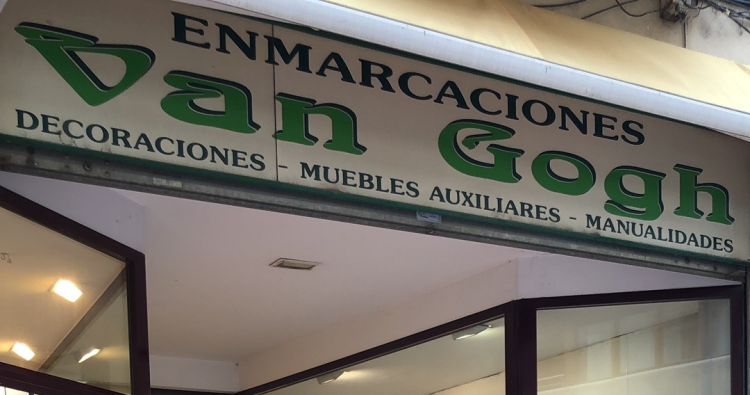 ENMARCACIONES
Van Gogh
DECORACIONES - MUEBLES AUXILIARES - MANUALIDADES